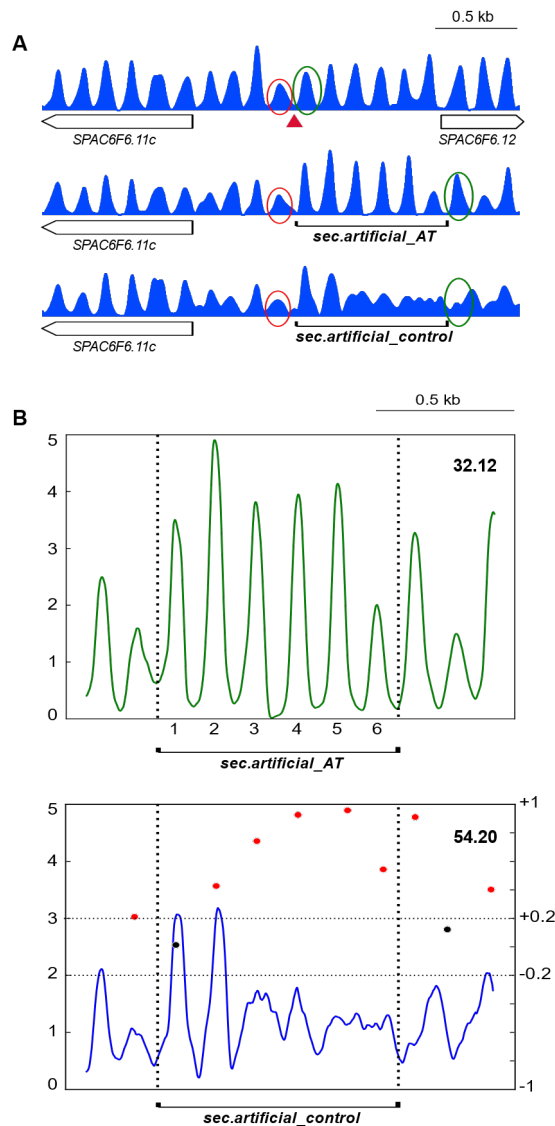 0.5 kb
A
SPAC6F6.11c
SPAC6F6.12
SPAC6F6.11c
sec.artificial_AT
SPAC6F6.11c
sec.artificial_control
0.5 kb
B
5
32.12
4
3
2
1
0
1 2 3 4 5 6
sec.artificial_AT
5 +1
54.20
4
3 +0.2
2 -0.2
1
0 -1
sec.artificial_control